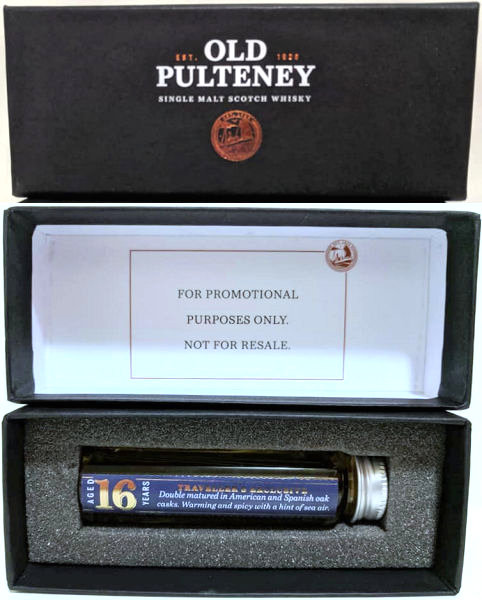 OLD
EST. 1826
PULTENEY
SINGLE MALT SCOTCH WHISKY
FOR PROMOTIONAL
PURPOSES ONLY.
NOT FOR RESALE.
AGED
16
YEARS
TRAVELLER'S EXCLUSIVE
Double matured in American and Spanish oak
casks. Warming and spicy with a hint of sea air.